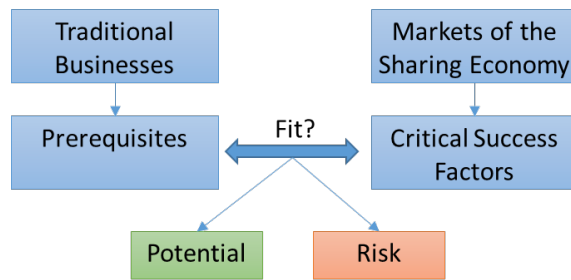 Traditional
Businesses
Markets of the
Sharing Economy
Prerequisites
Fit?
Critical Success
Factors
Potential
Risk